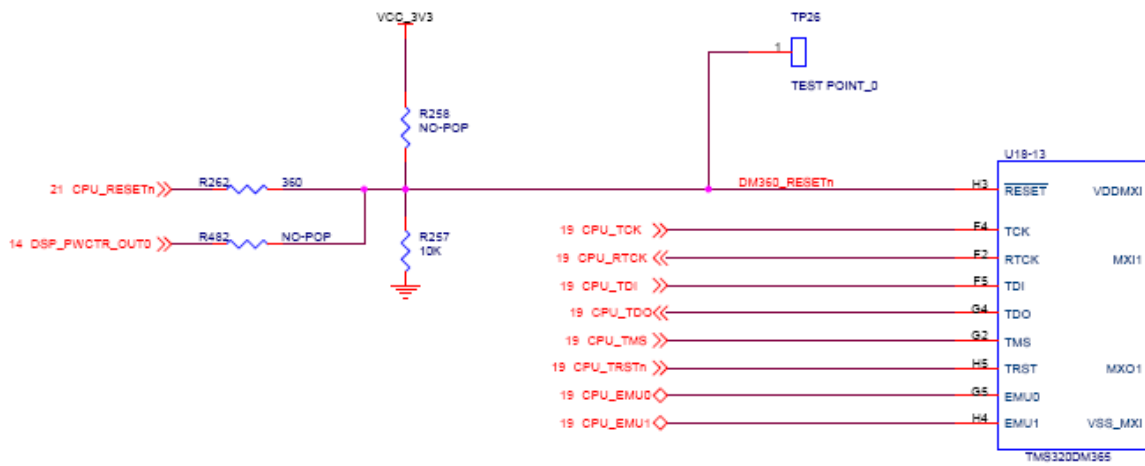 VCC_3V3
TP26
1
TEST POINT_0
R258
NO-POP
U18-13
21 CPU_RESETn
R262
360
DM360_RESETn
H3
RESET
VDDMXI
14 DSP_PWCTR_OUT0
R482
NO-POP
R257
10K
19 CPU_TCK
F4
TCK
19 CPU_RTCK
F2
RTCK
MXI1
19 CPU_TDI
F5
TDI
19 CPU_TDO
G4
TDO
19 CPU_TMS
G2
TMS
19 CPU_TRSTn
H5
TRST
MXO1
19 CPU_EMU0
G5
EMU0
19 CPU_EMU1
H4
EMU1
VSS_MXI
TMS320DM365